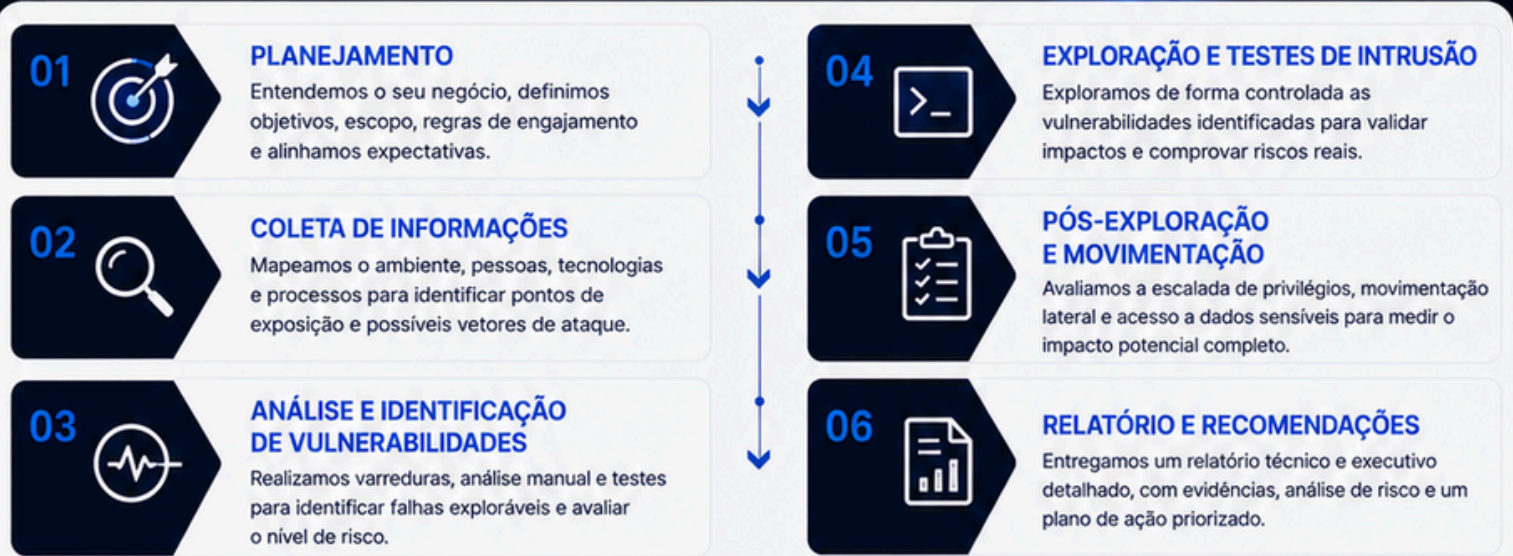 01
PLANEJAMENTO
Entendemos o seu negócio, definimos
objetivos, escopo, regras de engajamento
e alinhamos expectativas.
02
COLETA DE INFORMAÇÕES
Mapeamos o ambiente, pessoas, tecnologias
e processos para identificar pontos de
exposição e possíveis vetores de ataque.
03
ANÁLISE E IDENTIFICAÇÃO
DE VULNERABILIDADES
Realizamos varreduras, análise manual e testes
para identificar falhas exploráveis e avaliar
o nível de risco.
04
EXPLORAÇÃO E TESTES DE INTRUSÃO
Exploramos de forma controlada as
vulnerabilidades identificadas para validar
impactos e comprovar riscos reais.
05
PÓS-EXPLORAÇÃO
E MOVIMENTAÇÃO
Avaliamos a escalada de privilégios, movimentação
lateral e acesso a dados sensíveis para medir o
impacto potencial completo.
06
RELATÓRIO E RECOMENDAÇÕES
Entregamos um relatório técnico e executivo
detalhado, com evidências, análise de risco e um
plano de ação priorizado.